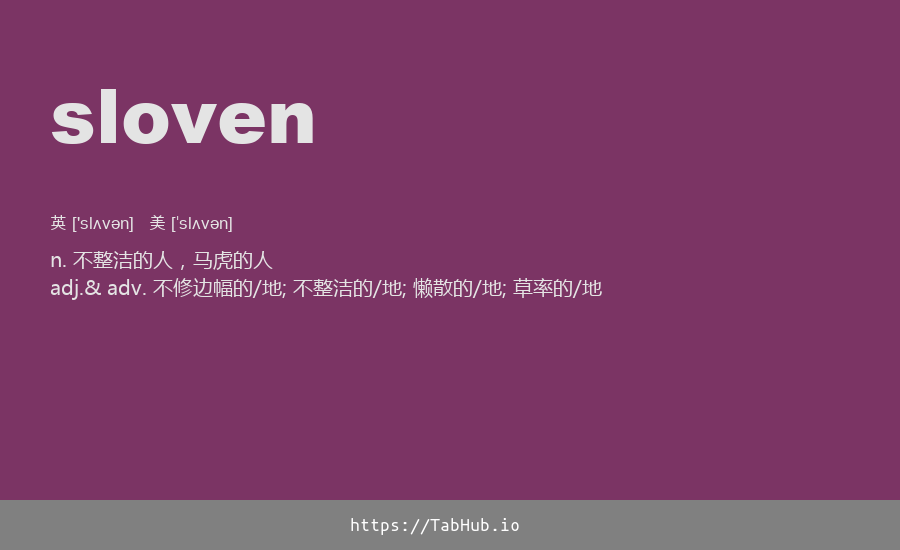 sloven
英 ['slʌvən] 美 [ˈslʌvən]
n. 不整洁的人，马虎的人
adj.& adv. 不修边幅的/地; 不整洁的/地; 懒散的/地; 草率的/地
https://TabHub.io